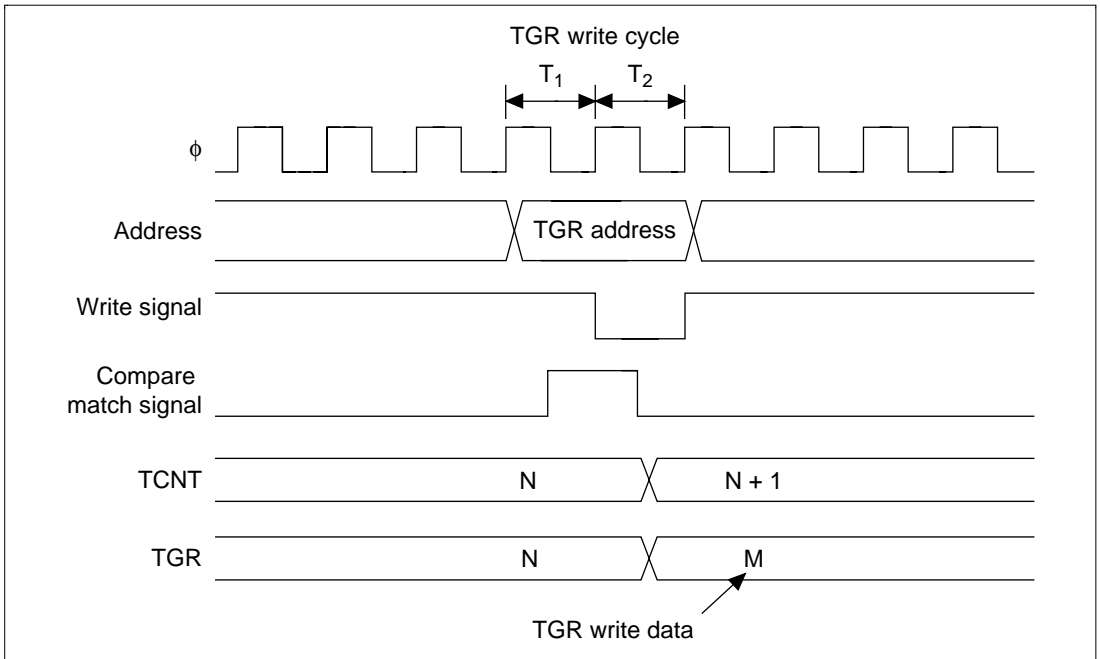 TGR write cycle
T1 T2
ϕ
Address TGR address
Write signal
Compare
match signal
TCNT N N + 1
TGR N M
TGR write data